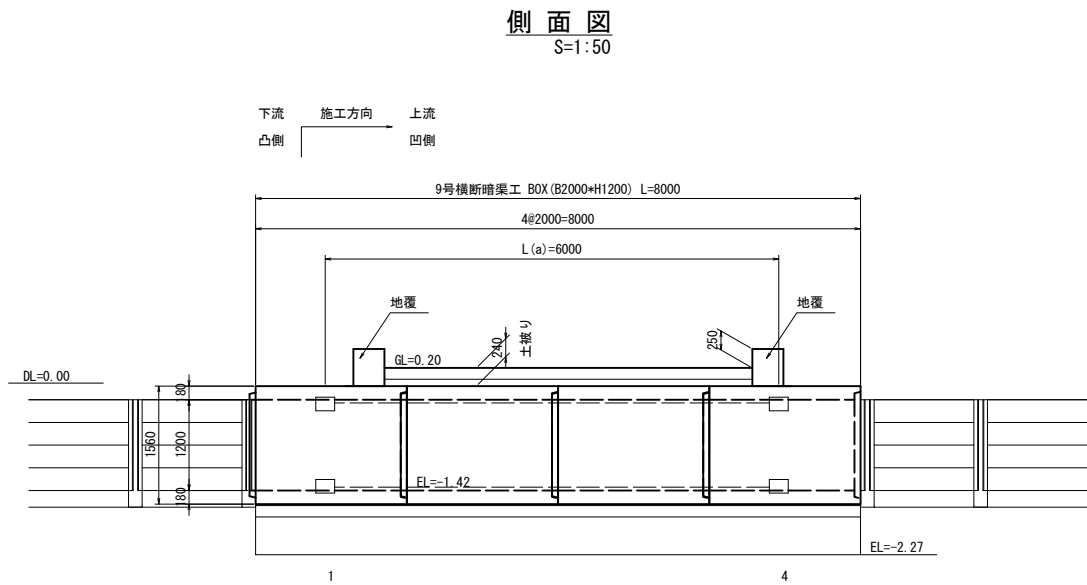 側面図
S=1:50
下流 施工方向 上流
凸側 凹側
9号横断暗渠工 BOX(B2000*H1200) L=8000
4@2000=8000
L(a)=6000
地覆 地覆
240
土被り
250
GL=0.20
DL=0.00
180
1560
1200
180
EL=-1.42
EL=-2.27
1 4